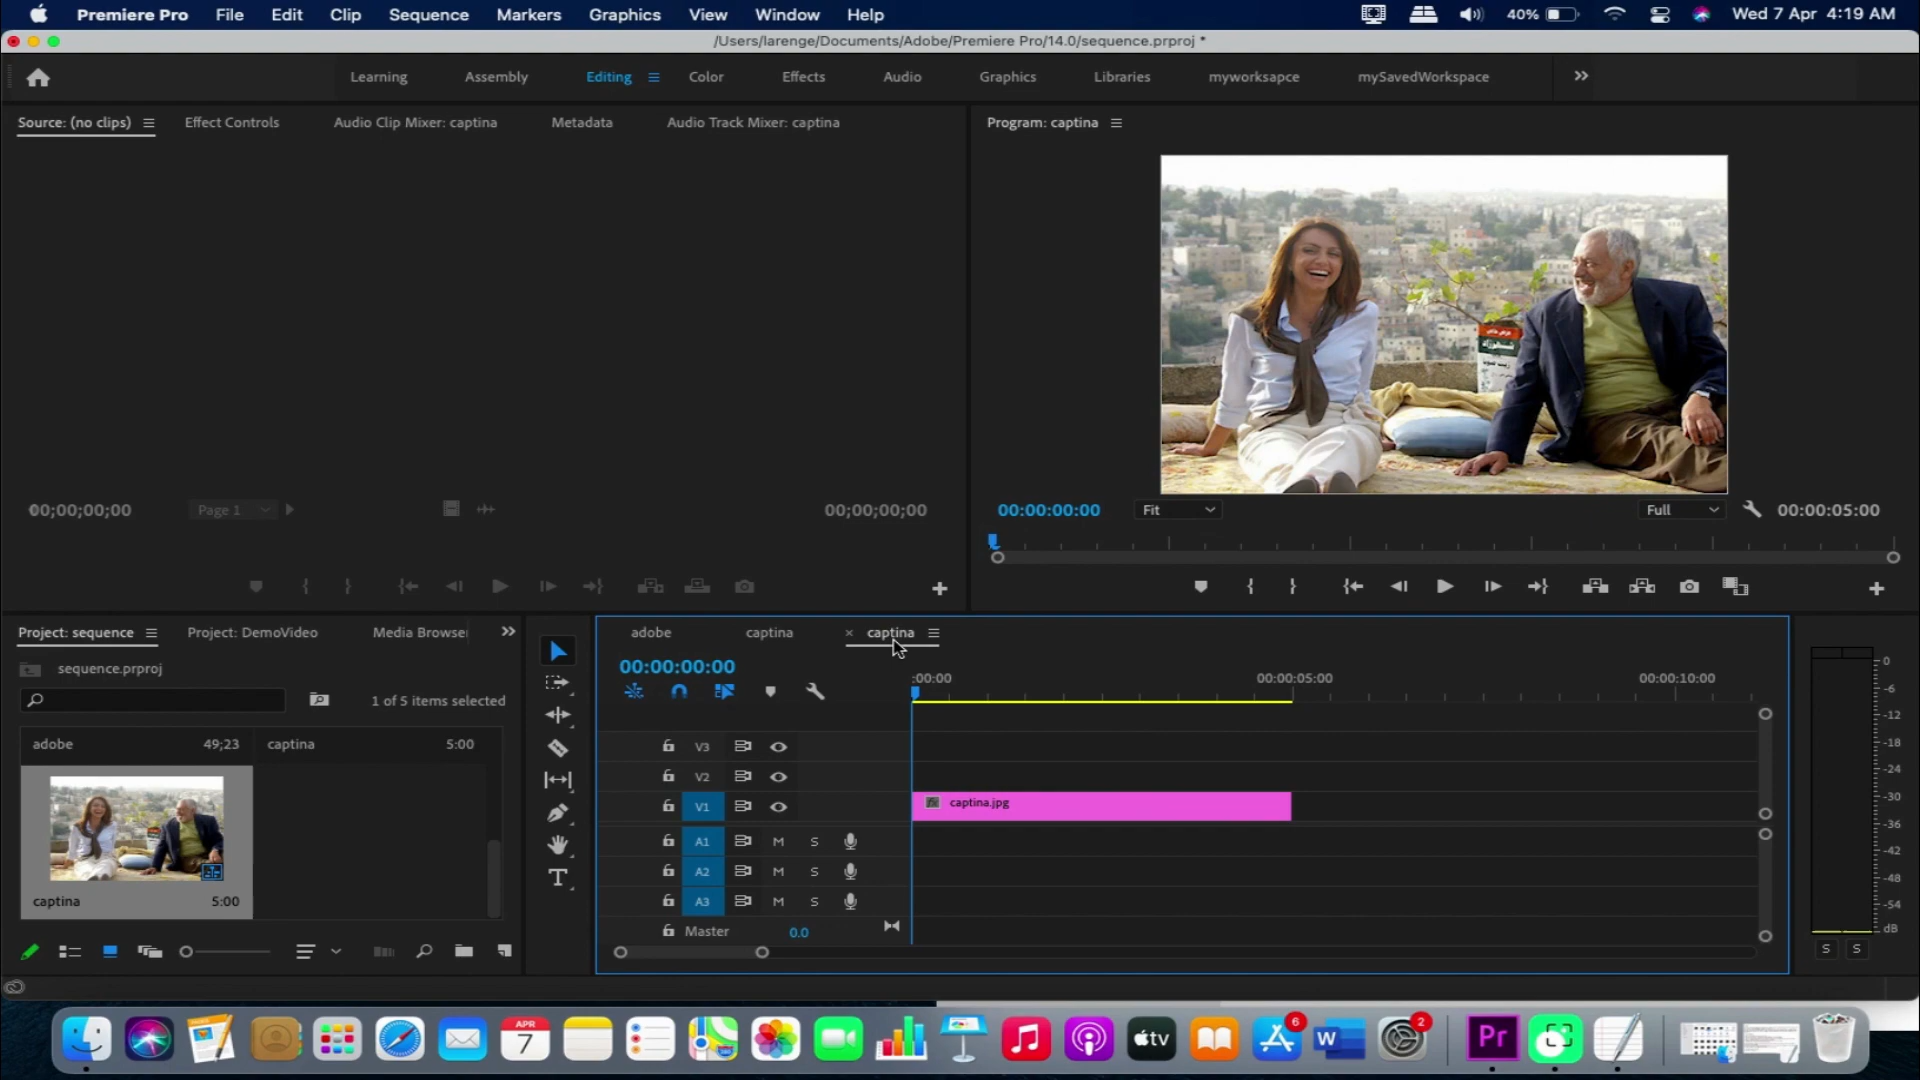 Premiere Pro File Edit Clip Sequence Markers Graphics View Window Help 40% Wed 7 Apr 4:19 AM
/Users/larenge/Documents/Adobe/Premiere Pro/14.0/sequence.prproj *
Learning Assembly Editing Color Effects Audio Graphics Libraries myworksapce mySavedWorkspace
Source: (no clips) Effect Controls Audio Clip Mixer: captina Metadata Audio Track Mixer: captina
Program: captina
00;00;00;00 Page 1 00;00;00;00
00:00:00:00 Fit Full 00:00:05:00
Project: sequence Project: DemoVideo Media Browse
sequence.prproj
1 of 5 items selected
adobe 49;23 captina 5:00
captina 5:00
adobe captina × captina
00:00:00:00
:00:00 00:00:05:00 00:00:10:00
V3
V2
V1 captina.jpg
A1 M S
A2 M S
A3 M S
Master 0.0
0
-6
-12
-18
-24
-30
-36
-42
-48
-54
dB
S S
APR
7
tv
6
W
2
Pr